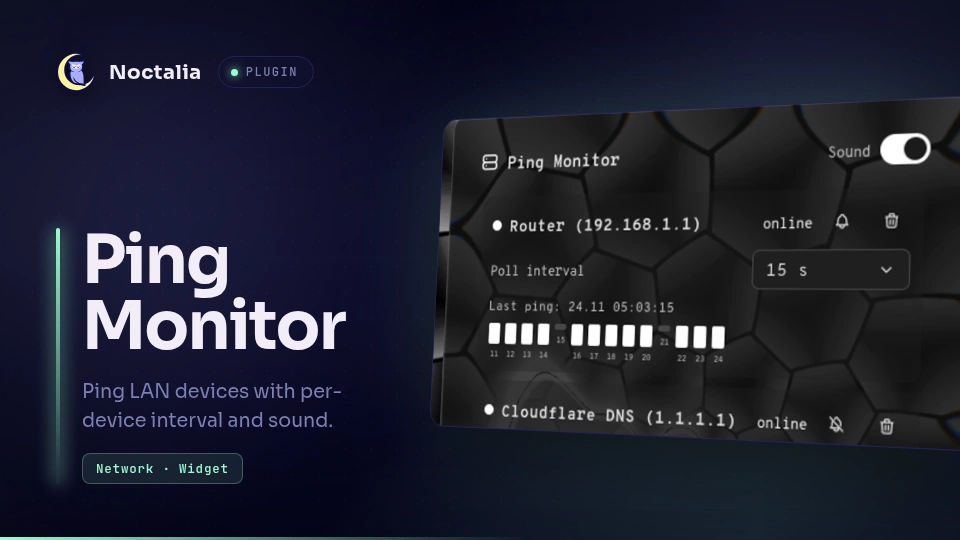 Noctalia
PLUGIN
Ping
Monitor
Ping LAN devices with per-
device interval and sound.
Network · Widget
Ping Monitor
Sound
Router (192.168.1.1)
online
Poll interval
15 s
Last ping: 24.11 05:03:15
11 12 13 14 15 16 17 18 19 20 21 22 23 24
Cloudflare DNS (1.1.1.1)
online